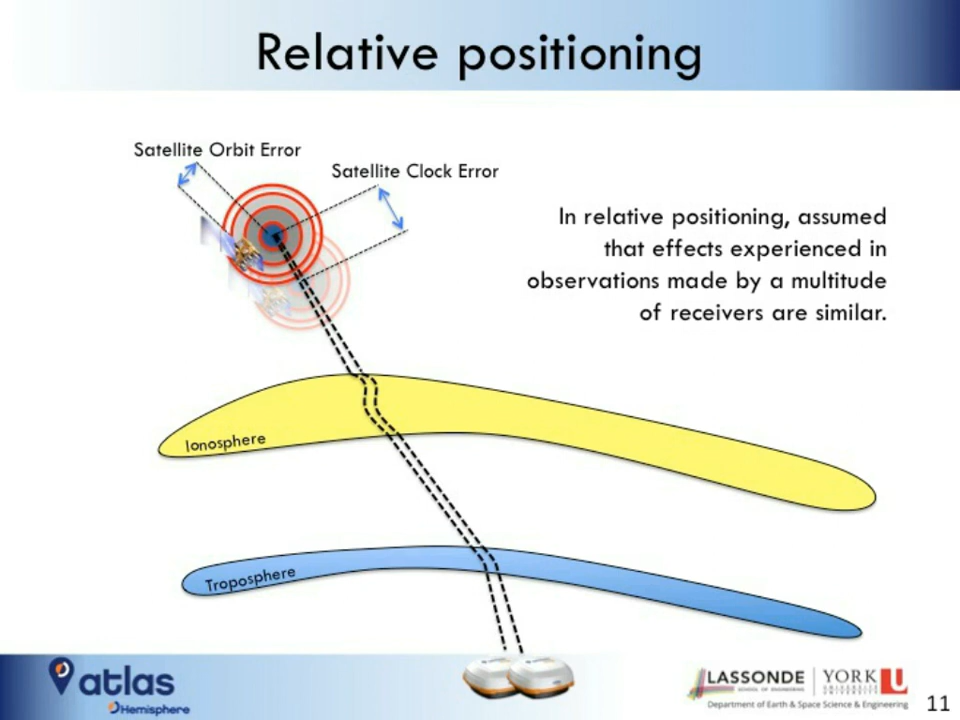 Relative positioning
Satellite Orbit Error
Satellite Clock Error
In relative positioning, assumed
that effects experienced in
observations made by a multitude
of receivers are similar.
Ionosphere
Troposphere
atlas
Hemisphere
LASSONDE
SCHOOL OF ENGINEERING
YORK U
UNIVERSITÉ
UNIVERSITY
Department of Earth & Space Science & Engineering
11